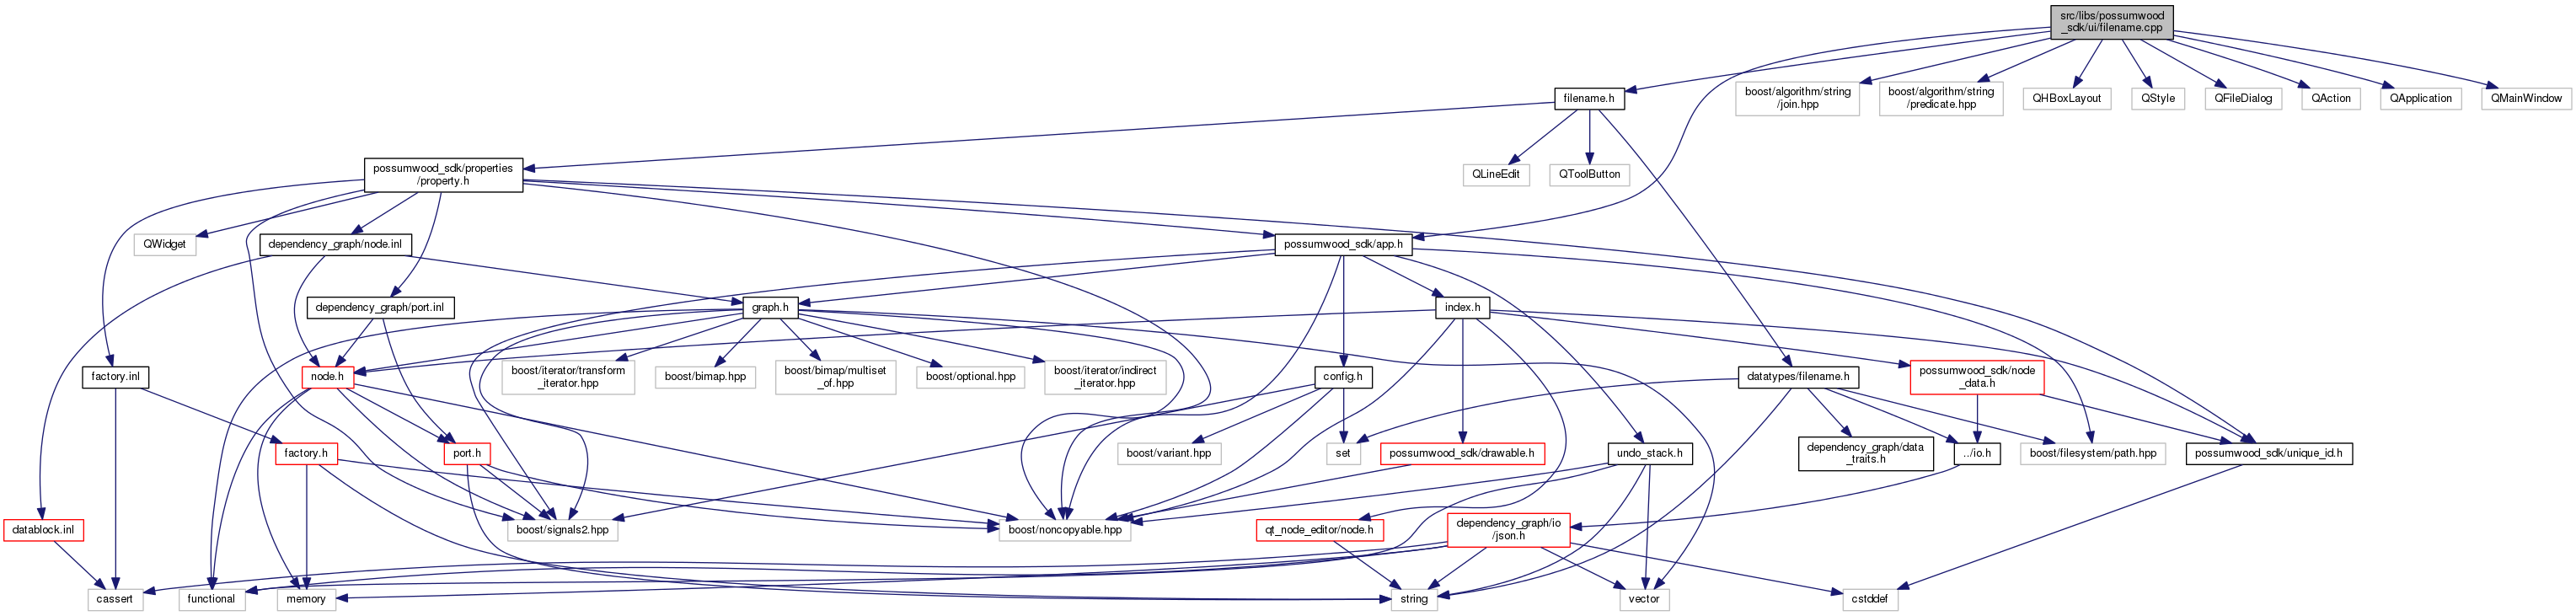 src/libs/possumwood
_sdk/ui/filename.cpp
filename.h
boost/algorithm/string
/join.hpp
boost/algorithm/string
/predicate.hpp
QHBoxLayout
QStyle
QFileDialog
QAction
QApplication
QMainWindow
possumwood_sdk/properties
/property.h
QLineEdit
QToolButton
QWidget
dependency_graph/node.inl
possumwood_sdk/app.h
dependency_graph/port.inl
graph.h
index.h
factory.inl
node.h
boost/iterator/transform
_iterator.hpp
boost/bimap.hpp
boost/bimap/multiset
_of.hpp
boost/optional.hpp
boost/iterator/indirect
_iterator.hpp
config.h
datatypes/filename.h
possumwood_sdk/node
_data.h
factory.h
port.h
boost/variant.hpp
set
possumwood_sdk/drawable.h
undo_stack.h
dependency_graph/data
_traits.h
../io.h
boost/filesystem/path.hpp
possumwood_sdk/unique_id.h
datablock.inl
boost/signals2.hpp
boost/noncopyable.hpp
qt_node_editor/node.h
dependency_graph/io
/json.h
cassert
functional
memory
string
vector
cstddef